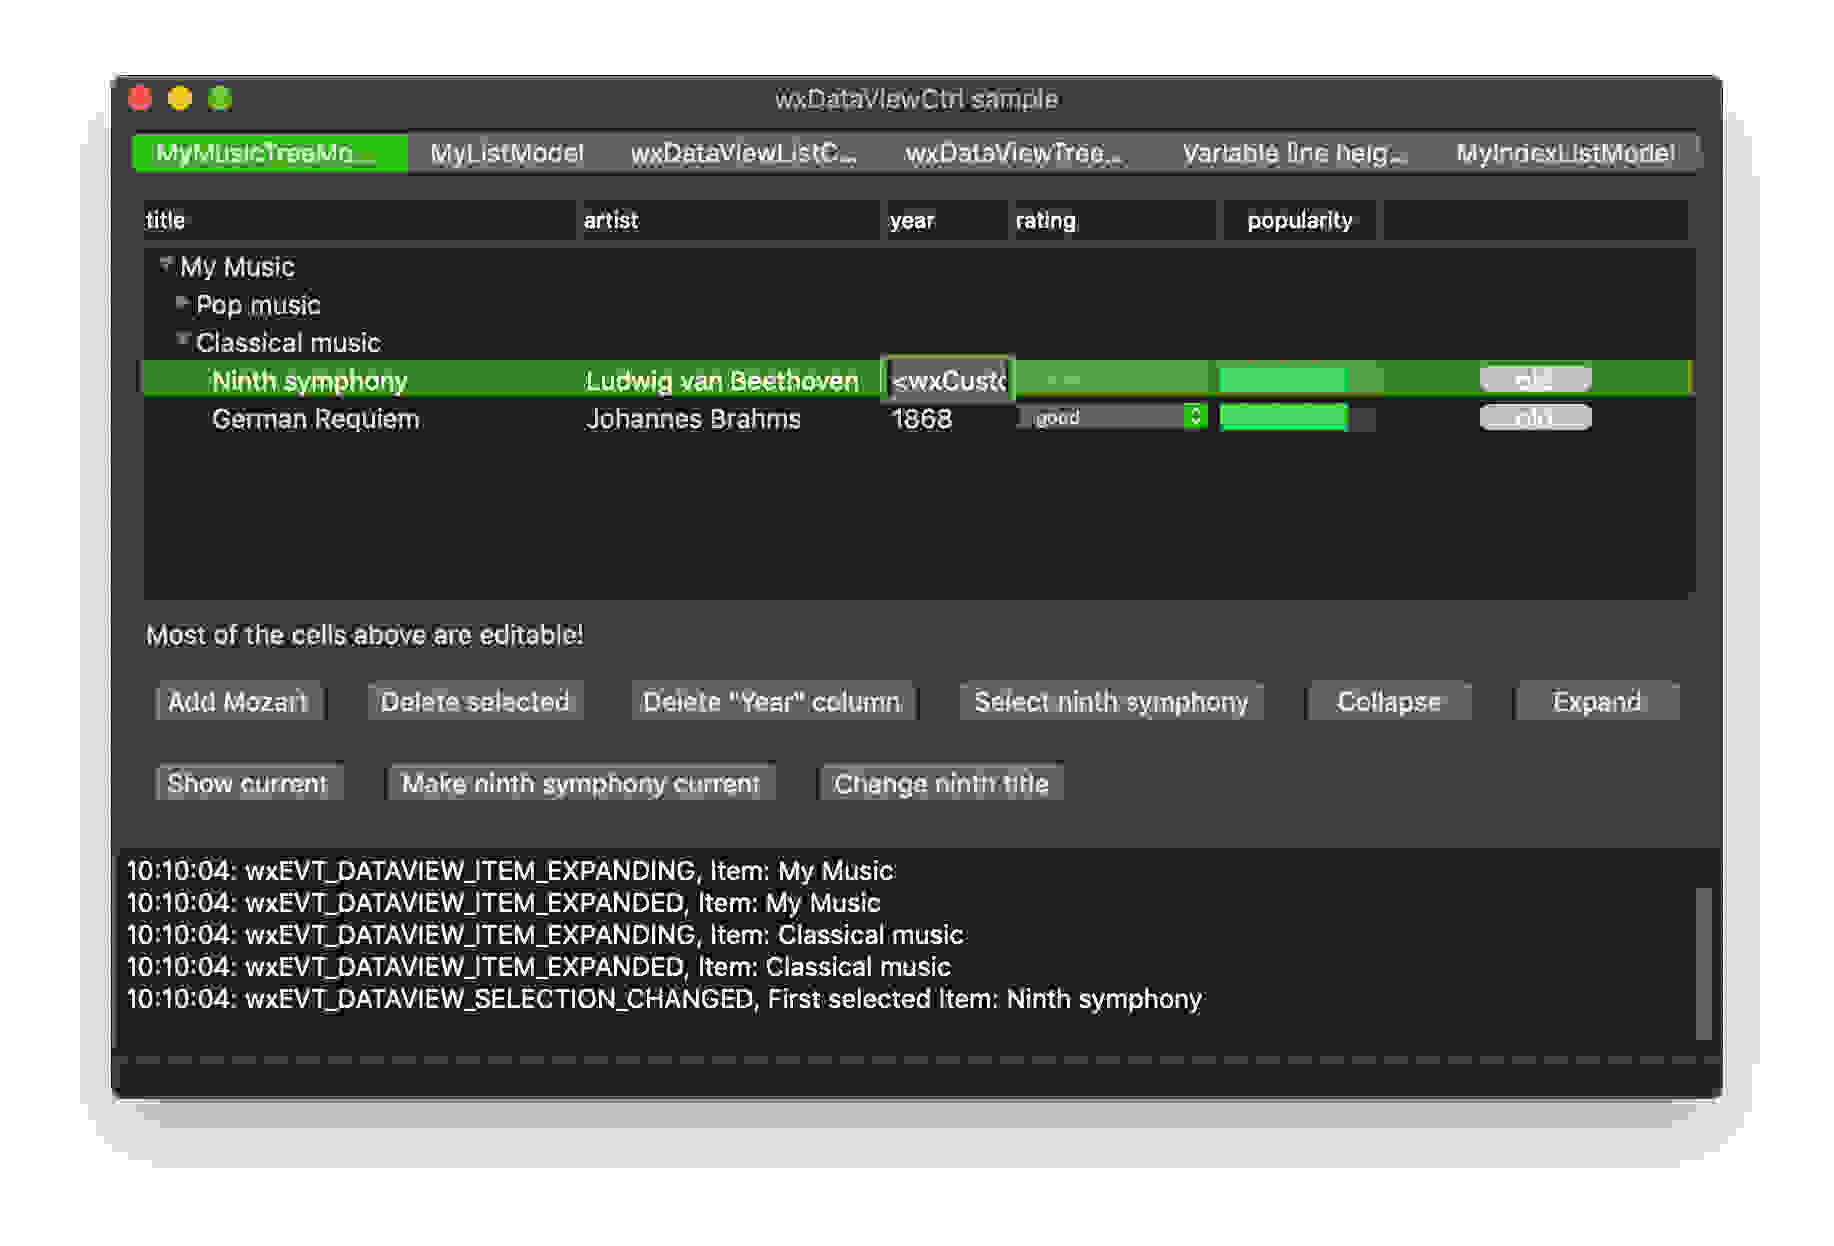 wxDataViewCtrl sample
MyMusicTreeMo... MyListModel wxDataViewListC... wxDataViewTree... Variable line heig... MyIndexListModel
title artist year rating popularity
My Music
Pop music
Classical music
Ninth symphony Ludwig van Beethoven <wxCusto old
German Requiem Johannes Brahms 1868 good old
Most of the cells above are editable!
Add Mozart Delete selected Delete "Year" column Select ninth symphony Collapse Expand
Show current Make ninth symphony current Change ninth title
10:10:04: wxEVT_DATAVIEW_ITEM_EXPANDING, Item: My Music
10:10:04: wxEVT_DATAVIEW_ITEM_EXPANDED, Item: My Music
10:10:04: wxEVT_DATAVIEW_ITEM_EXPANDING, Item: Classical music
10:10:04: wxEVT_DATAVIEW_ITEM_EXPANDED, Item: Classical music
10:10:04: wxEVT_DATAVIEW_SELECTION_CHANGED, First selected Item: Ninth symphony